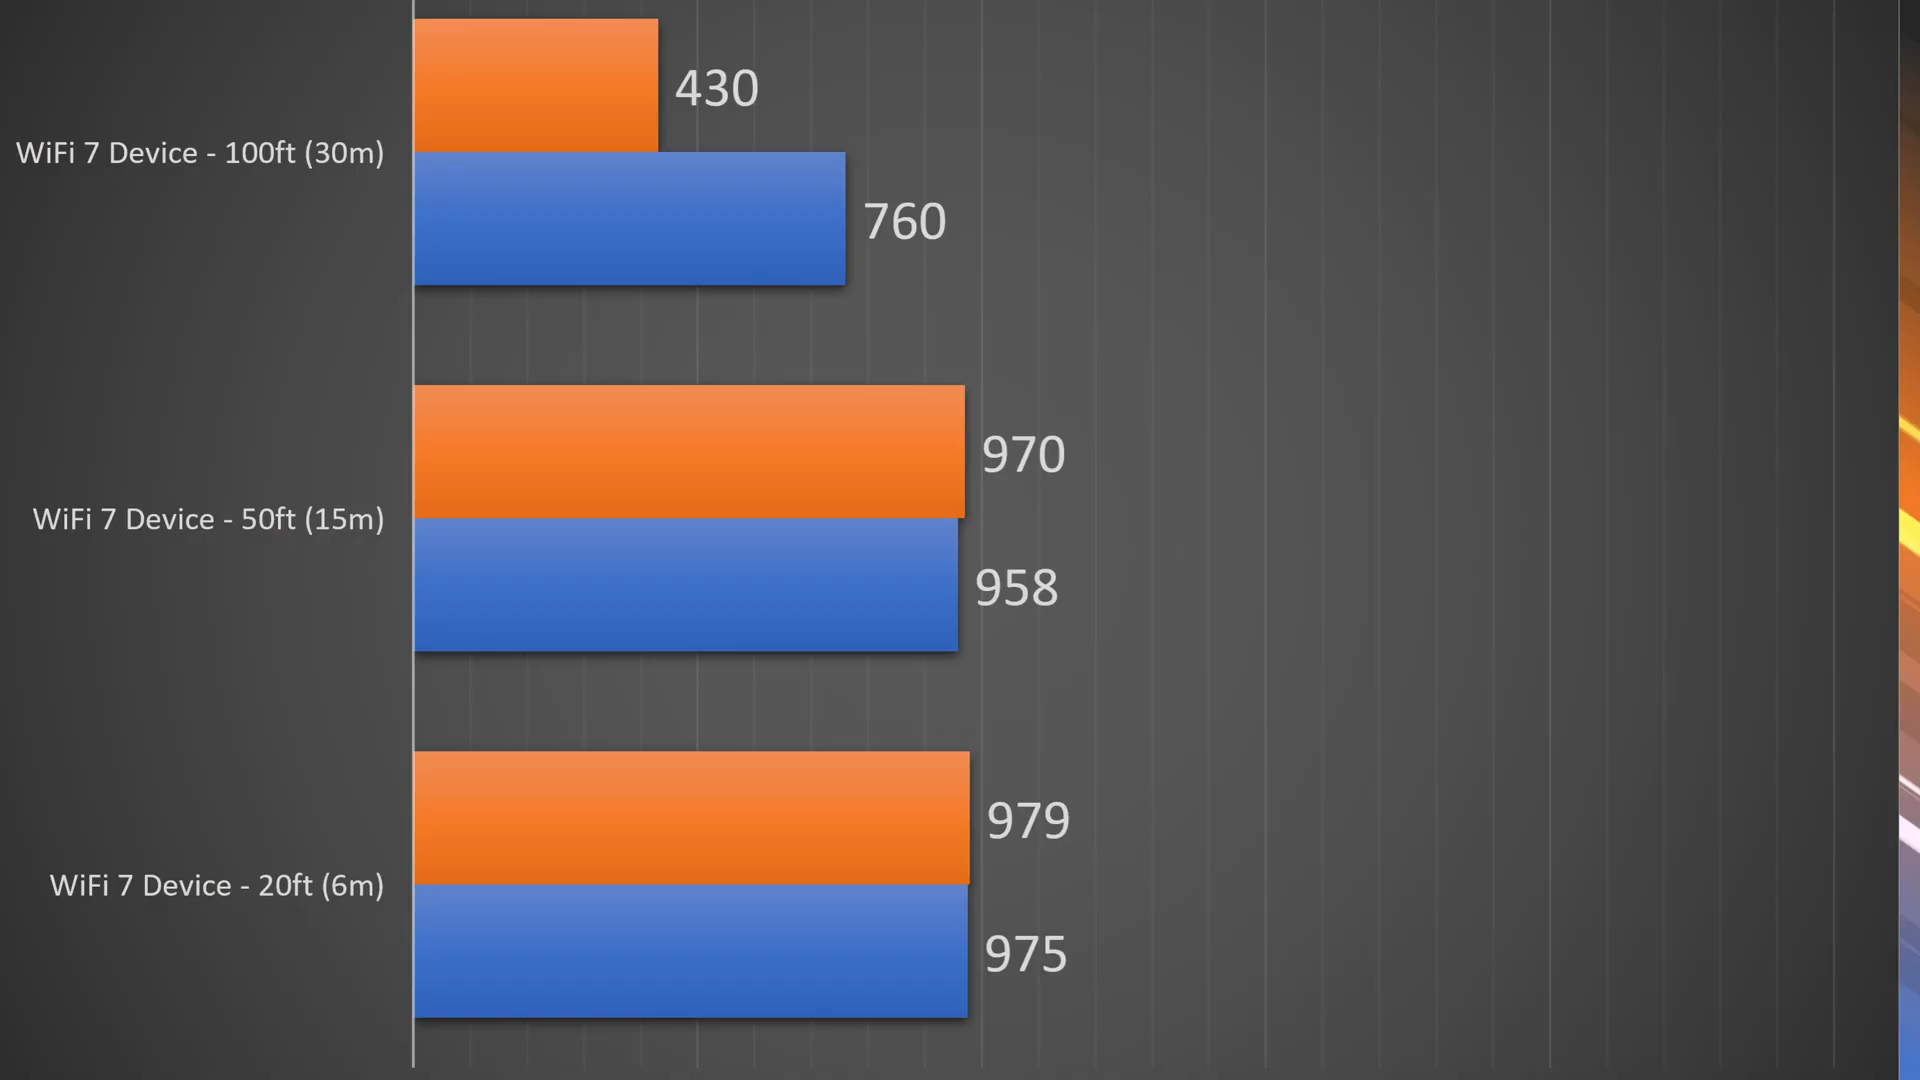 430
WiFi 7 Device - 100ft (30m)
760
970
WiFi 7 Device - 50ft (15m)
958
979
WiFi 7 Device - 20ft (6m)
975